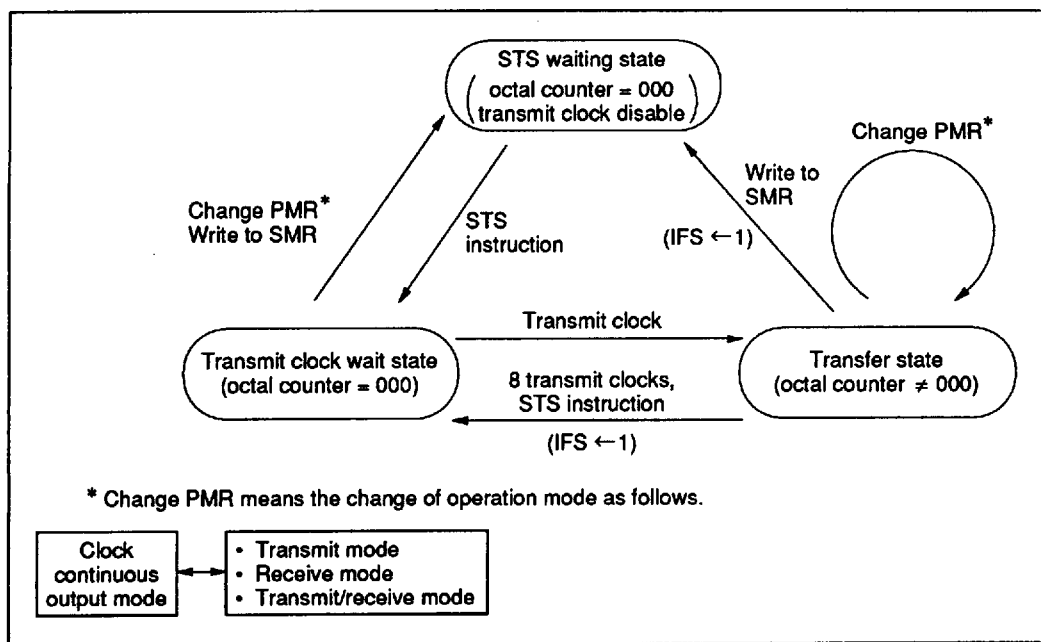 STS waiting state
octal counter = 000
transmit clock disable
Change PMR*
Write to
SMR
Change PMR*
Write to SMR
STS
instruction
(IFS ←1)
Transmit clock
Transmit clock wait state
(octal counter = 000)
Transfer state
(octal counter ≠ 000)
8 transmit clocks,
STS instruction
(IFS ←1)
* Change PMR means the change of operation mode as follows.
Clock
continuous
output mode
• Transmit mode
• Receive mode
• Transmit/receive mode